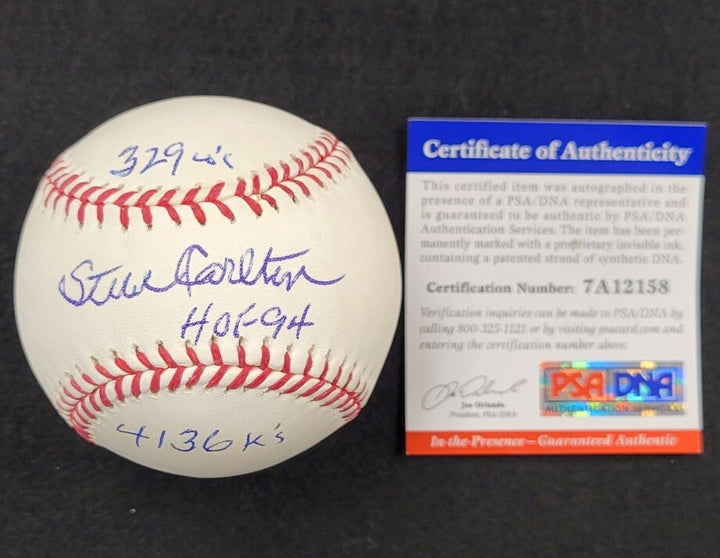 329 w's
Steve Carlton
HOF-94
4136 K's
Certificate of Authenticity
This certified item was autographed in the
presence of a PSA/DNA representative and
is guaranteed to be authentic by PSA/DNA
Authentication Services. The item has been per-
manently marked with a proprietary invisible ink,
containing a patented strand of synthetic DNA.
Certification Number: 7A12158
Verification inquiries can be made to PSA/DNA by
calling 800-325-1121 or by visiting psacard.com and
entering the certification number above.
Joe Orlando
President, PSA/DNA
PSA DNA
AUTHENTICATION SERVICES
In-the-Presence - Guaranteed Authentic